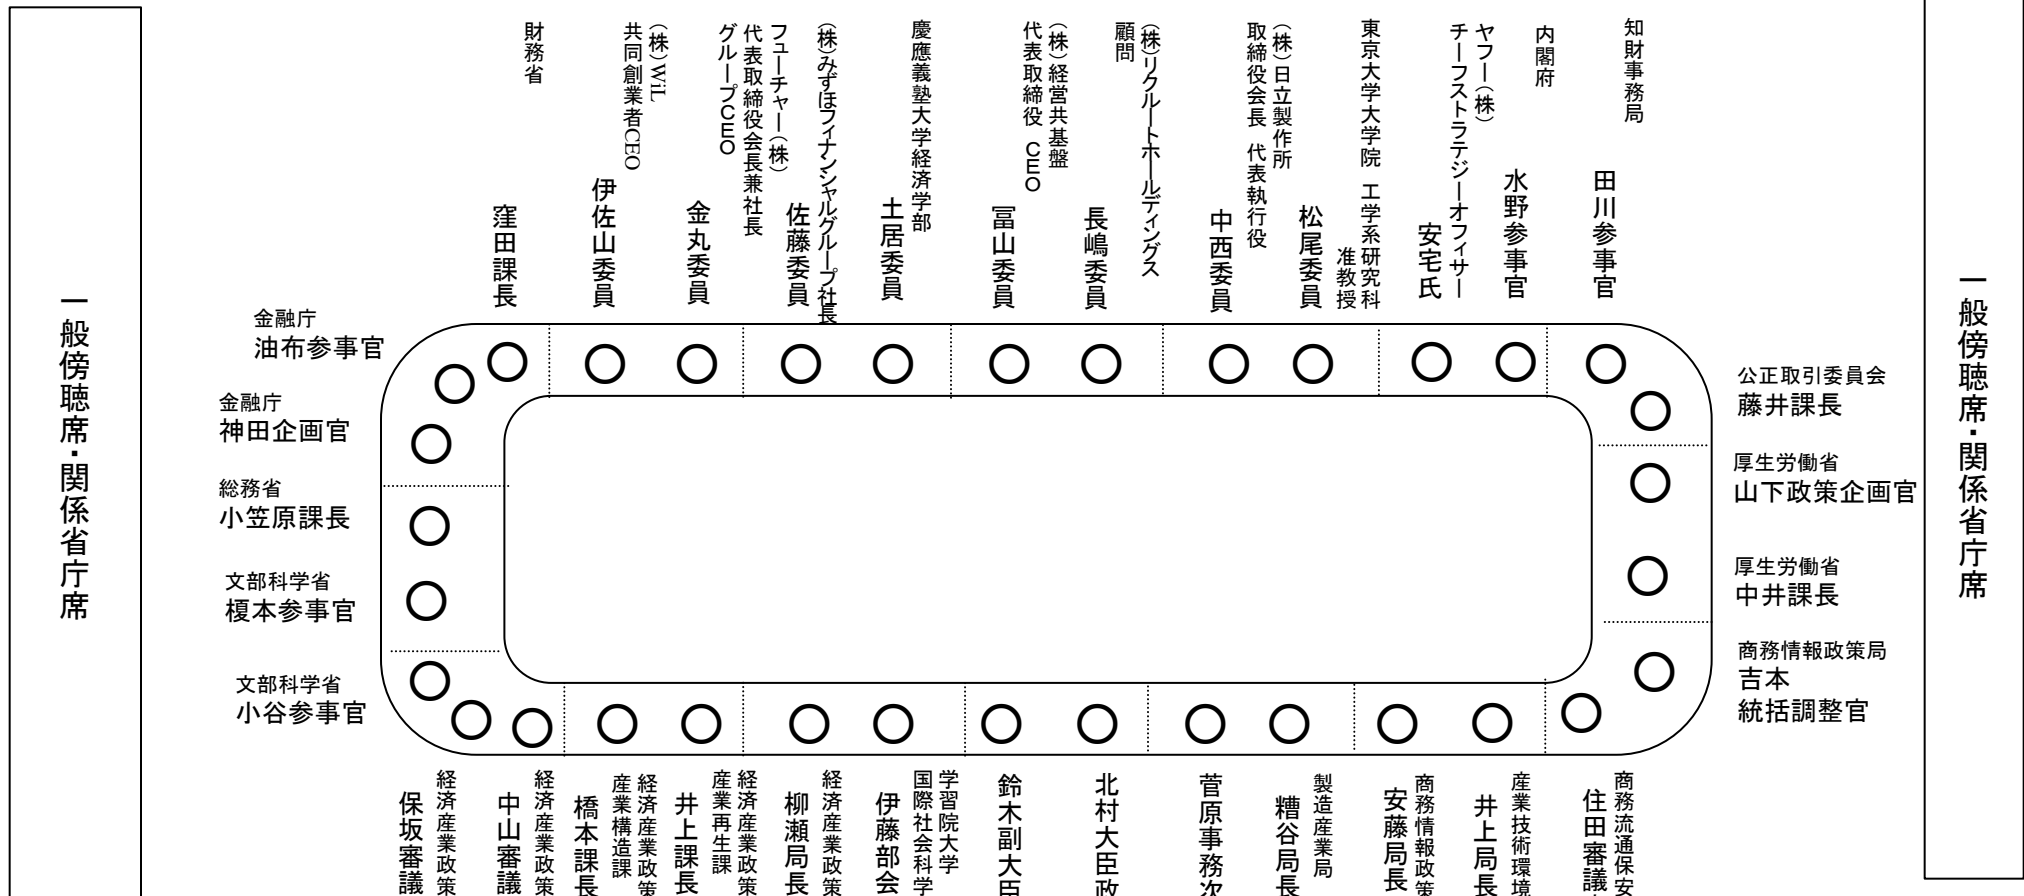 一般傍聴席・関係省庁席
財務省
窪田課長
（株）WiL
共同創業者CEO
伊佐山委員
フューチャー（株）
代表取締役会長兼社長
グループCEO
金丸委員
（株）みずほフィナンシャルグループ社長
佐藤委員
慶應義塾大学経済学部
土居委員
（株）経営共基盤
代表取締役 CEO
冨山委員
（株）リクルートホールディングス
顧問
長嶋委員
（株）日立製作所
取締役会長 代表執行役
中西委員
東京大学大学院 工学系研究科
准教授
松尾委員
ヤフー（株）
チーフストラテジーオフィサー
安宅氏
内閣府
水野参事官
知財事務局
田川参事官
金融庁
油布参事官
金融庁
神田企画官
総務省
小笠原課長
文部科学省
榎本参事官
文部科学省
小谷参事官
公正取引委員会
藤井課長
厚生労働省
山下政策企画官
厚生労働省
中井課長
商務情報政策局
吉本
統括調整官
経済産業政策
保坂審議
経済産業政策
中山審議
経済産業政策
産業構造課
橋本課長
経済産業政策
産業再生課
井上課長
経済産業政策
柳瀬局長
学習院大学
国際社会科学
伊藤部会
鈴木副大臣
北村大臣政
菅原事務次
製造産業局
糟谷局長
商務情報政策
安藤局長
産業技術環境
井上局長
商務流通保安
住田審議
一般傍聴席・関係省庁席